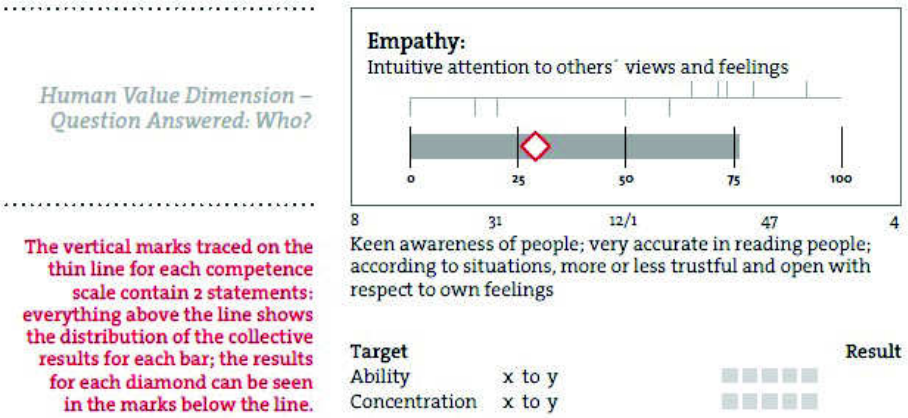 Human Value Dimension –
Question Answered: Who?
The vertical marks traced on the
thin line for each competence
scale contain 2 statements:
everything above the line shows
the distribution of the collective
results for each bar; the results
for each diamond can be seen
in the marks below the line.
Empathy:
Intuitive attention to others´ views and feelings
0 25 50 75 100
8 31 12/1 47 4
Keen awareness of people; very accurate in reading people;
according to situations, more or less trustful and open with
respect to own feelings
Target Result
Ability x to y
Concentration x to y